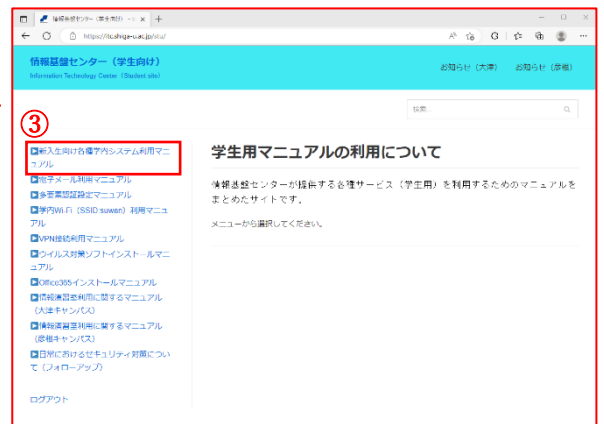 情報基盤センター（学生向け） -
https://itc.shiga-u.ac.jp/stu/
情報基盤センター（学生向け）
Information Technology Center (Student site)
お知らせ（大津） お知らせ（彦根）
検索...
③
新入生向け各種学内システム利用マニ
ュアル
電子メール利用マニュアル
多要素認証設定マニュアル
学内Wi-Fi（SSID:suwan）利用マニュ
アル
VPN接続利用マニュアル
ウイルス対策ソフトインストールマニ
ュアル
Office365インストールマニュアル
情報演習室利用に関するマニュアル
（大津キャンパス）
情報演習室利用に関するマニュアル
（彦根キャンパス）
日常におけるセキュリティ対策につい
て（フォローアップ）
ログアウト
学生用マニュアルの利用について
情報基盤センターが提供する各種サービス（学生用）を利用するためのマニュアルを
まとめたサイトです。
メニューから選択してください。